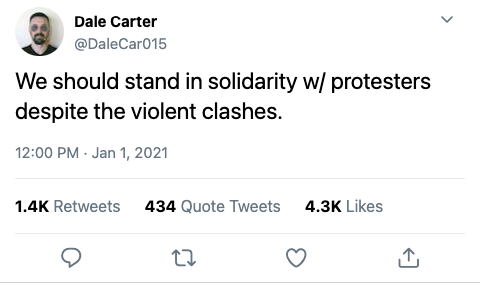 Dale Carter
@DaleCar015
We should stand in solidarity w/ protesters
despite the violent clashes.
12:00 PM · Jan 1, 2021
1.4K Retweets 434 Quote Tweets 4.3K Likes